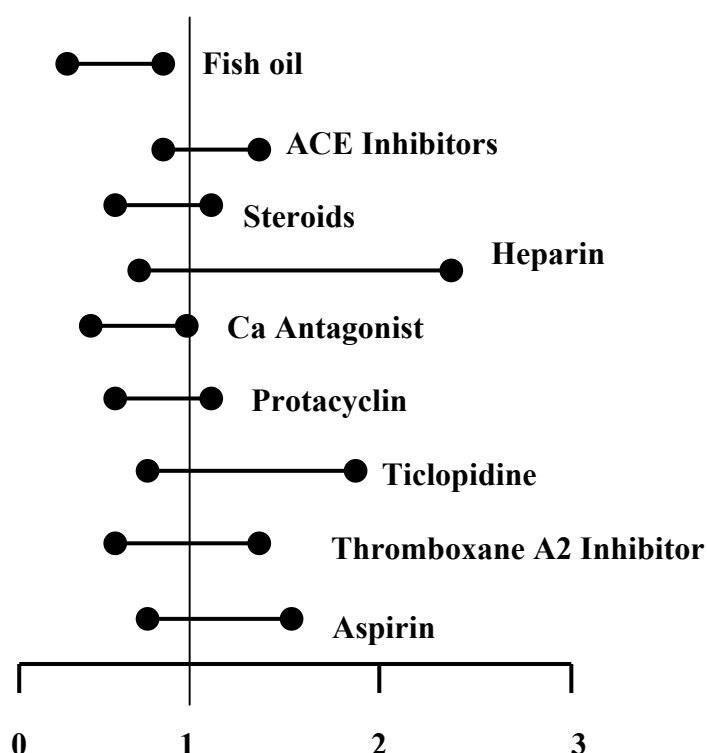 Fish oil
ACE Inhibitors
Steroids
Heparin
Ca Antagonist
Protacyclin
Ticlopidine
Thromboxane A2 Inhibitor
Aspirin
0 1 2 3